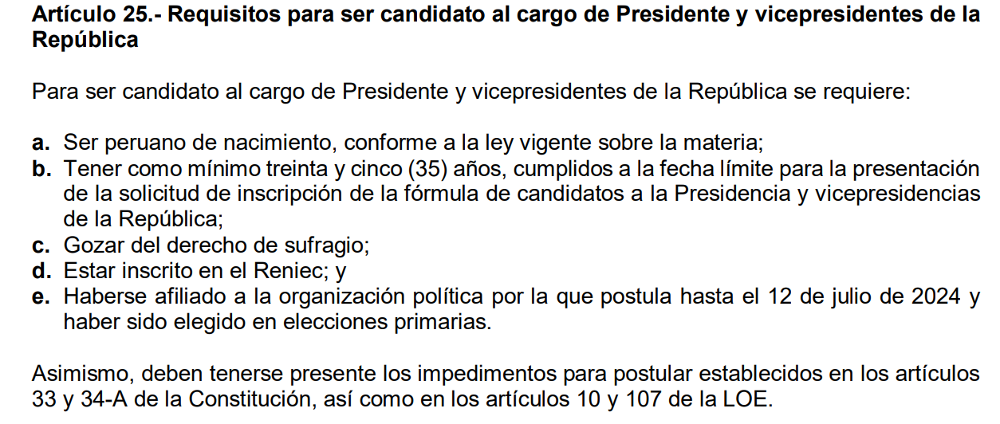 Artículo 25.- Requisitos para ser candidato al cargo de Presidente y vicepresidentes de la
República
Para ser candidato al cargo de Presidente y vicepresidentes de la República se requiere:
a. Ser peruano de nacimiento, conforme a la ley vigente sobre la materia;
b. Tener como mínimo treinta y cinco (35) años, cumplidos a la fecha límite para la presentación
de la solicitud de inscripción de la fórmula de candidatos a la Presidencia y vicepresidencias
de la República;
c. Gozar del derecho de sufragio;
d. Estar inscrito en el Reniec; y
e. Haberse afiliado a la organización política por la que postula hasta el 12 de julio de 2024 y
haber sido elegido en elecciones primarias.
Asimismo, deben tenerse presente los impedimentos para postular establecidos en los artículos
33 y 34-A de la Constitución, así como en los artículos 10 y 107 de la LOE.